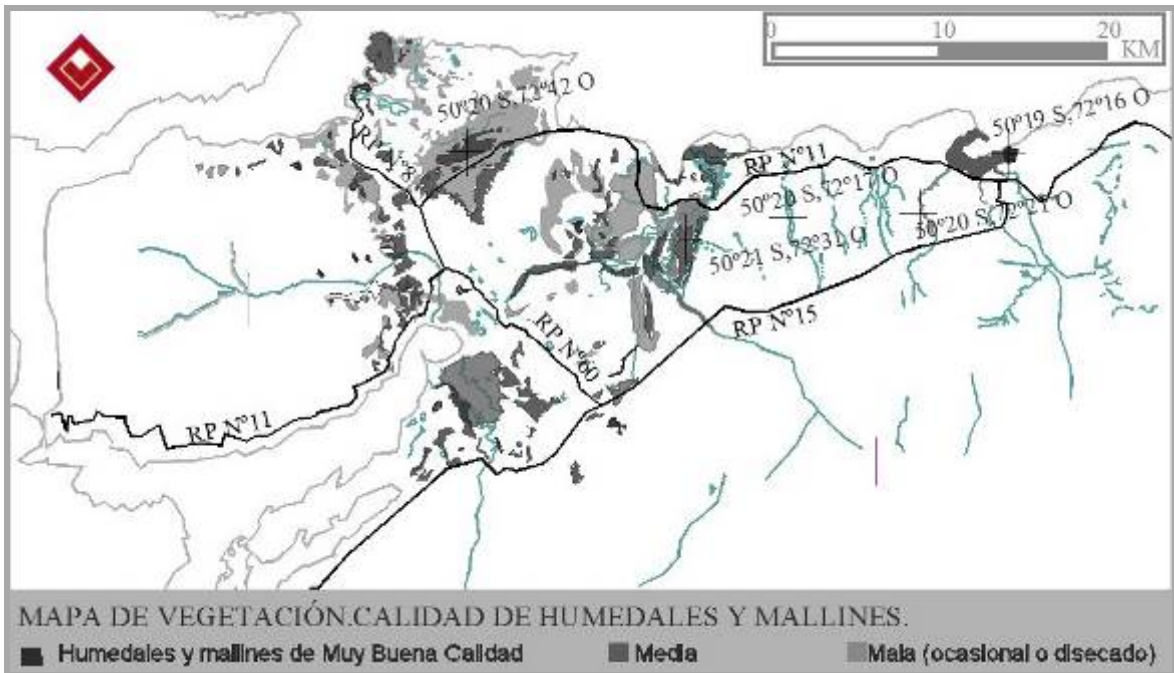 0 10 20
KM
50º20 S,72º42 O
50º19 S,72º16 O
RP Nº8
RP Nº11
50º20 S,72º17 O
50º20 S,72º21 O
50º21 S,72º31 O
RP Nº60
RP Nº15
RP Nº11
MAPA DE VEGETACIÓN.CALIDAD DE HUMEDALES Y MALLINES.
Humedales y mallines de Muy Buena Calidad Media Mala (ocasional o disecado)